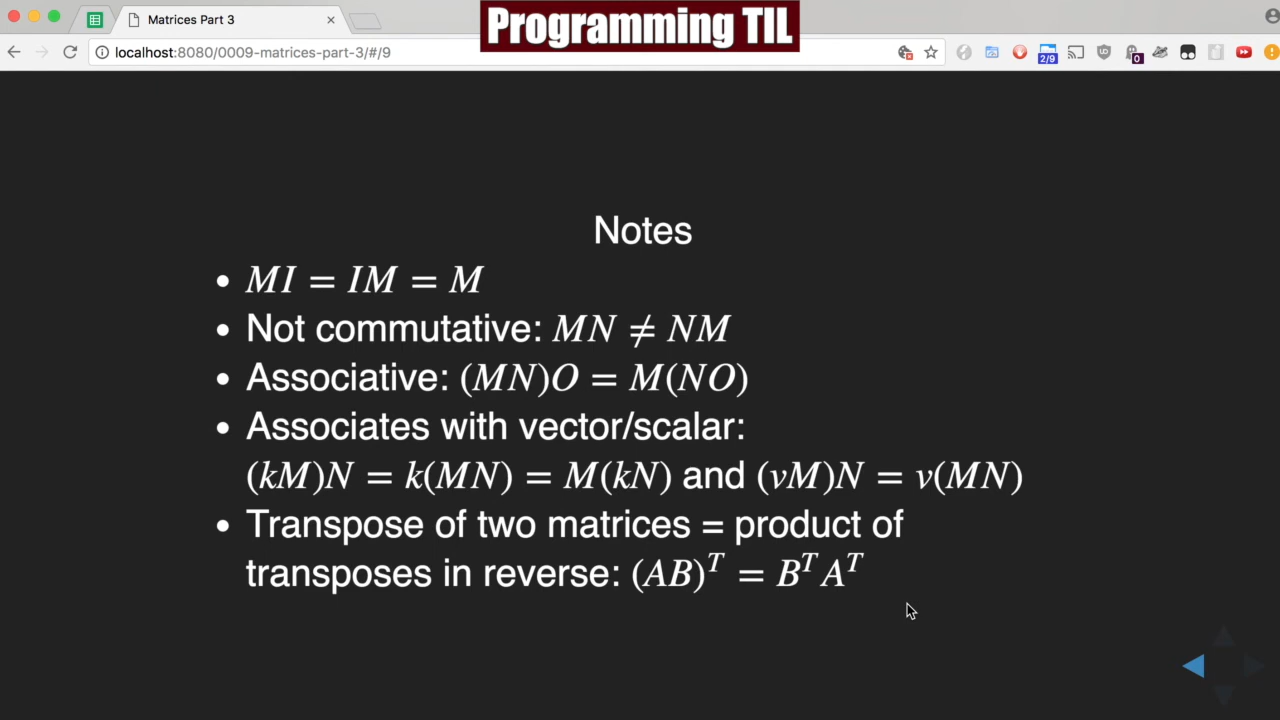 Programming TIL
Matrices Part 3
localhost:8080/0009-matrices-part-3/#/9
2/9
0
Notes
• MI = IM = M
• Not commutative: MN ≠ NM
• Associative: (MN)O = M(NO)
• Associates with vector/scalar:
(kM)N = k(MN) = M(kN) and (vM)N = v(MN)
• Transpose of two matrices = product of
transposes in reverse: (AB)ᵀ = BᵀAᵀ